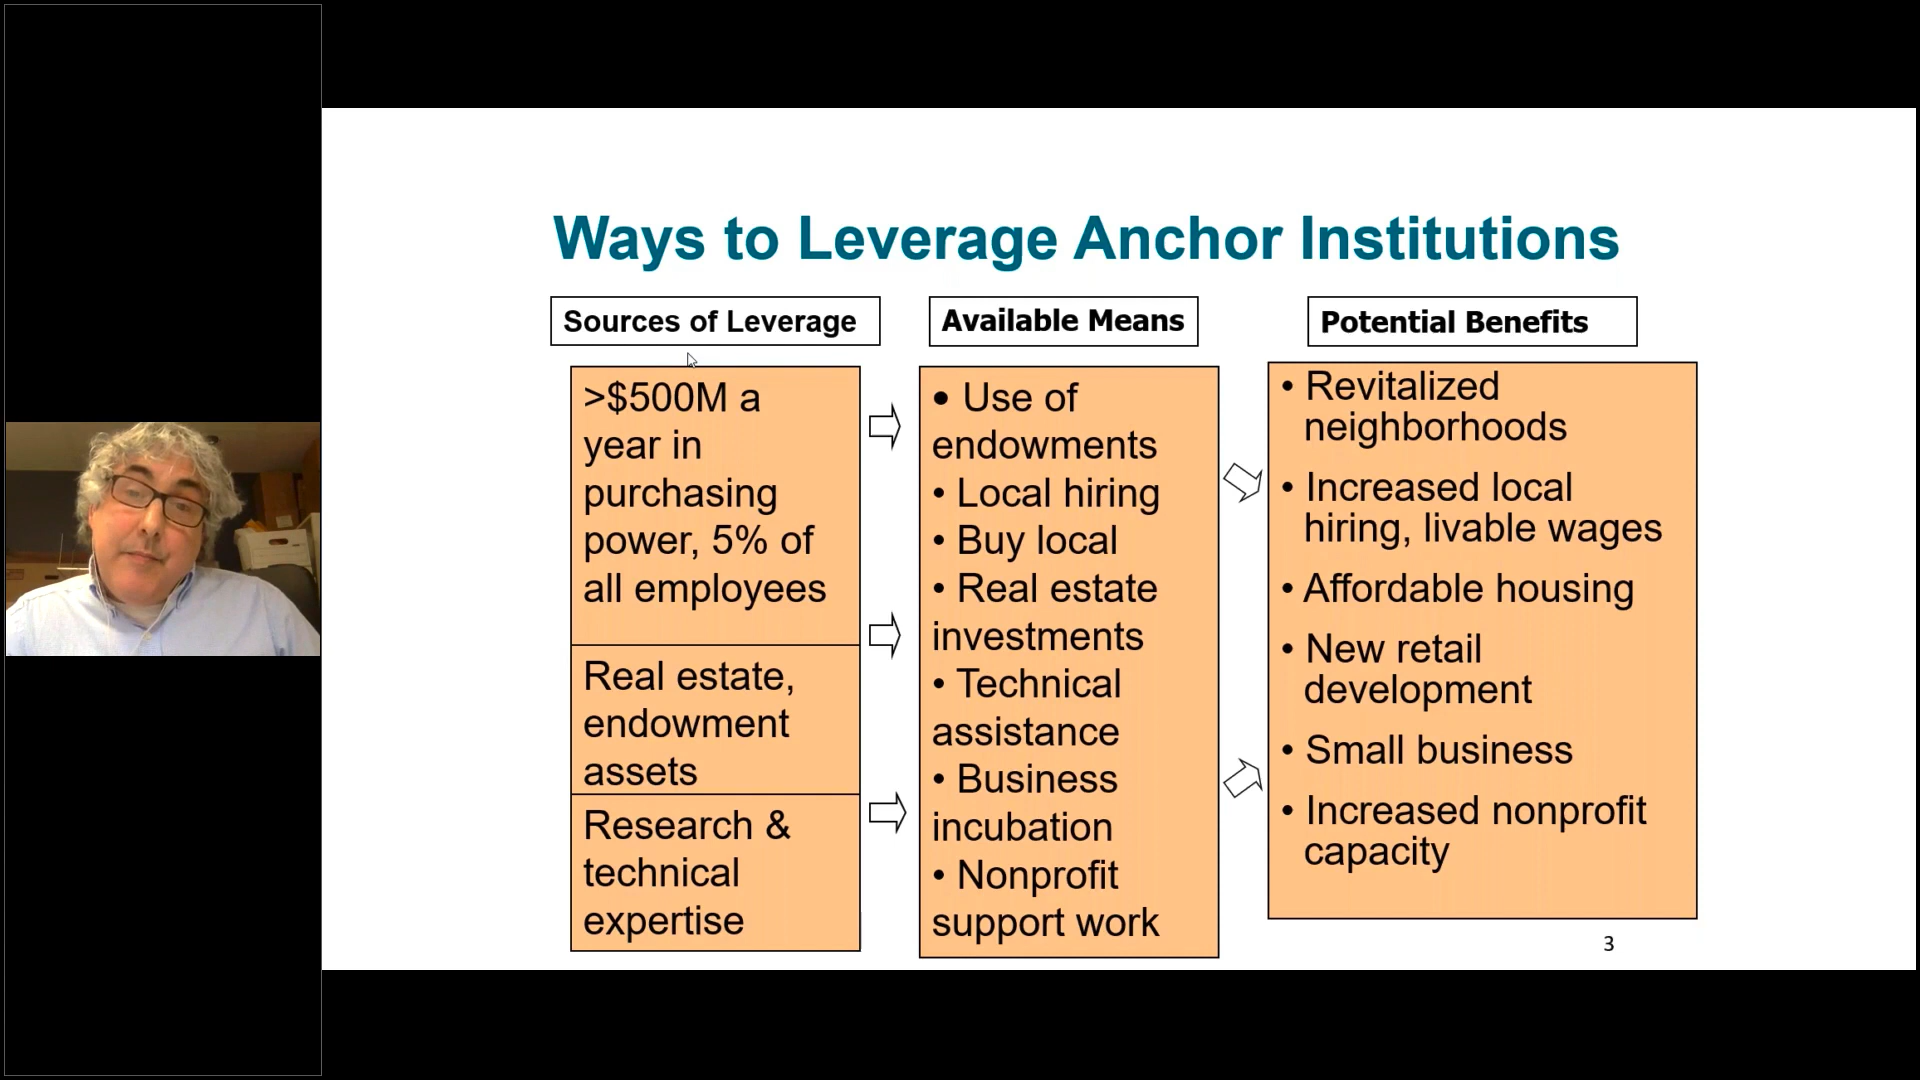 Ways to Leverage Anchor Institutions
Sources of Leverage
>$500M a
year in
purchasing
power, 5% of
all employees
Real estate,
endowment
assets
Research &
technical
expertise
Available Means
• Use of
endowments
• Local hiring
• Buy local
• Real estate
investments
• Technical
assistance
• Business
incubation
• Nonprofit
support work
Potential Benefits
• Revitalized
neighborhoods
• Increased local
hiring, livable wages
• Affordable housing
• New retail
development
• Small business
• Increased nonprofit
capacity
3